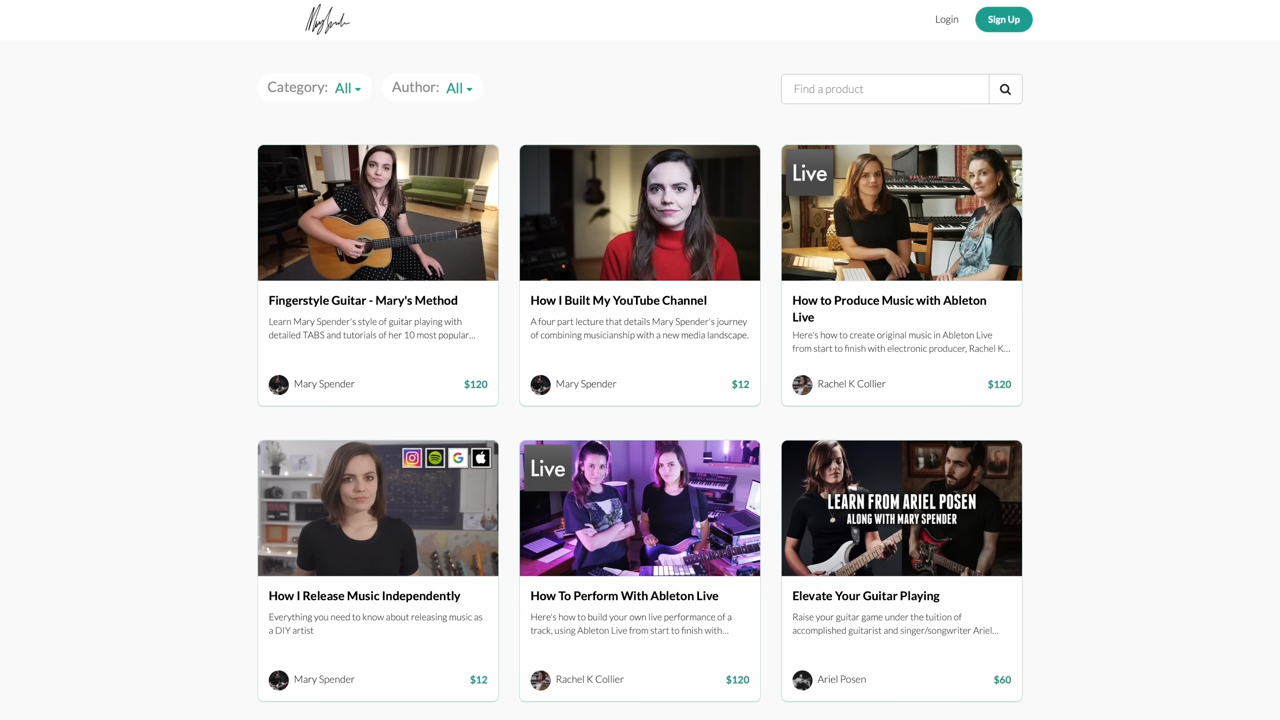 Mary Spender
Login
Sign Up
Category: All
Author: All
Find a product
Live
Fingerstyle Guitar - Mary's Method
Learn Mary Spender's style of guitar playing with
detailed TABS and tutorials of her 10 most popular...
Mary Spender
$120
How I Built My YouTube Channel
A four part lecture that details Mary Spender's journey
of combining musicianship with a new media landscape.
Mary Spender
$12
How to Produce Music with Ableton
Live
Here's how to create original music in Ableton Live
from start to finish with electronic producer, Rachel K...
Rachel K Collier
$120
How I Release Music Independently
Everything you need to know about releasing music as
a DIY artist
Mary Spender
$12
Live
How To Perform With Ableton Live
Here's how to build your own live performance of a
track, using Ableton Live from start to finish with...
Rachel K Collier
$120
LEARN FROM ARIEL POSEN
ALONG WITH MARY SPENDER
Elevate Your Guitar Playing
Raise your guitar game under the tuition of
accomplished guitarist and singer/songwriter Ariel...
Ariel Posen
$60